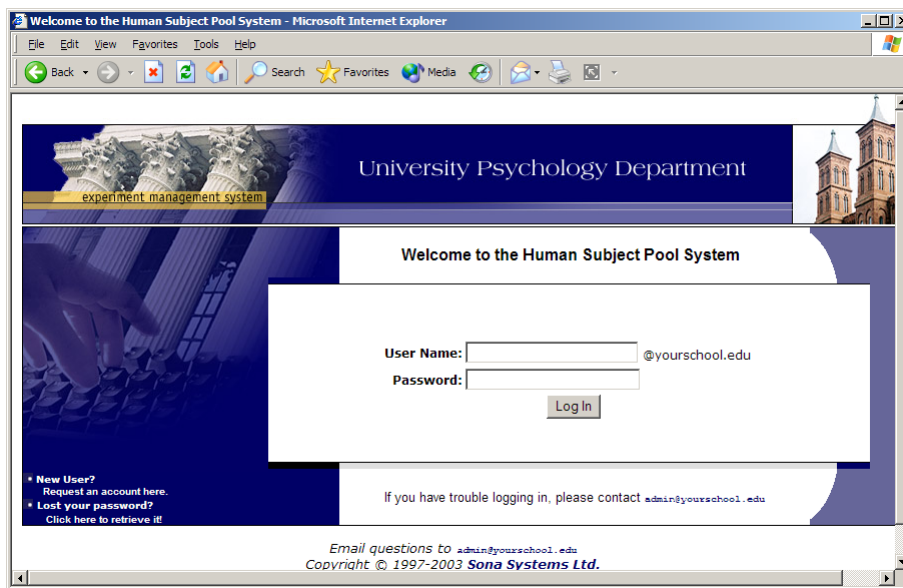 Welcome to the Human Subject Pool System - Microsoft Internet Explorer
File Edit View Favorites Tools Help
Back Search Favorites Media
University Psychology Department
experiment management system
Welcome to the Human Subject Pool System
User Name: @yourschool.edu
Password:
Log In
New User?
Request an account here.
Lost your password?
Click here to retrieve it!
If you have trouble logging in, please contact admin@yourschool.edu
Email questions to admin@yourschool.edu
Copyright © 1997-2003 Sona Systems Ltd.